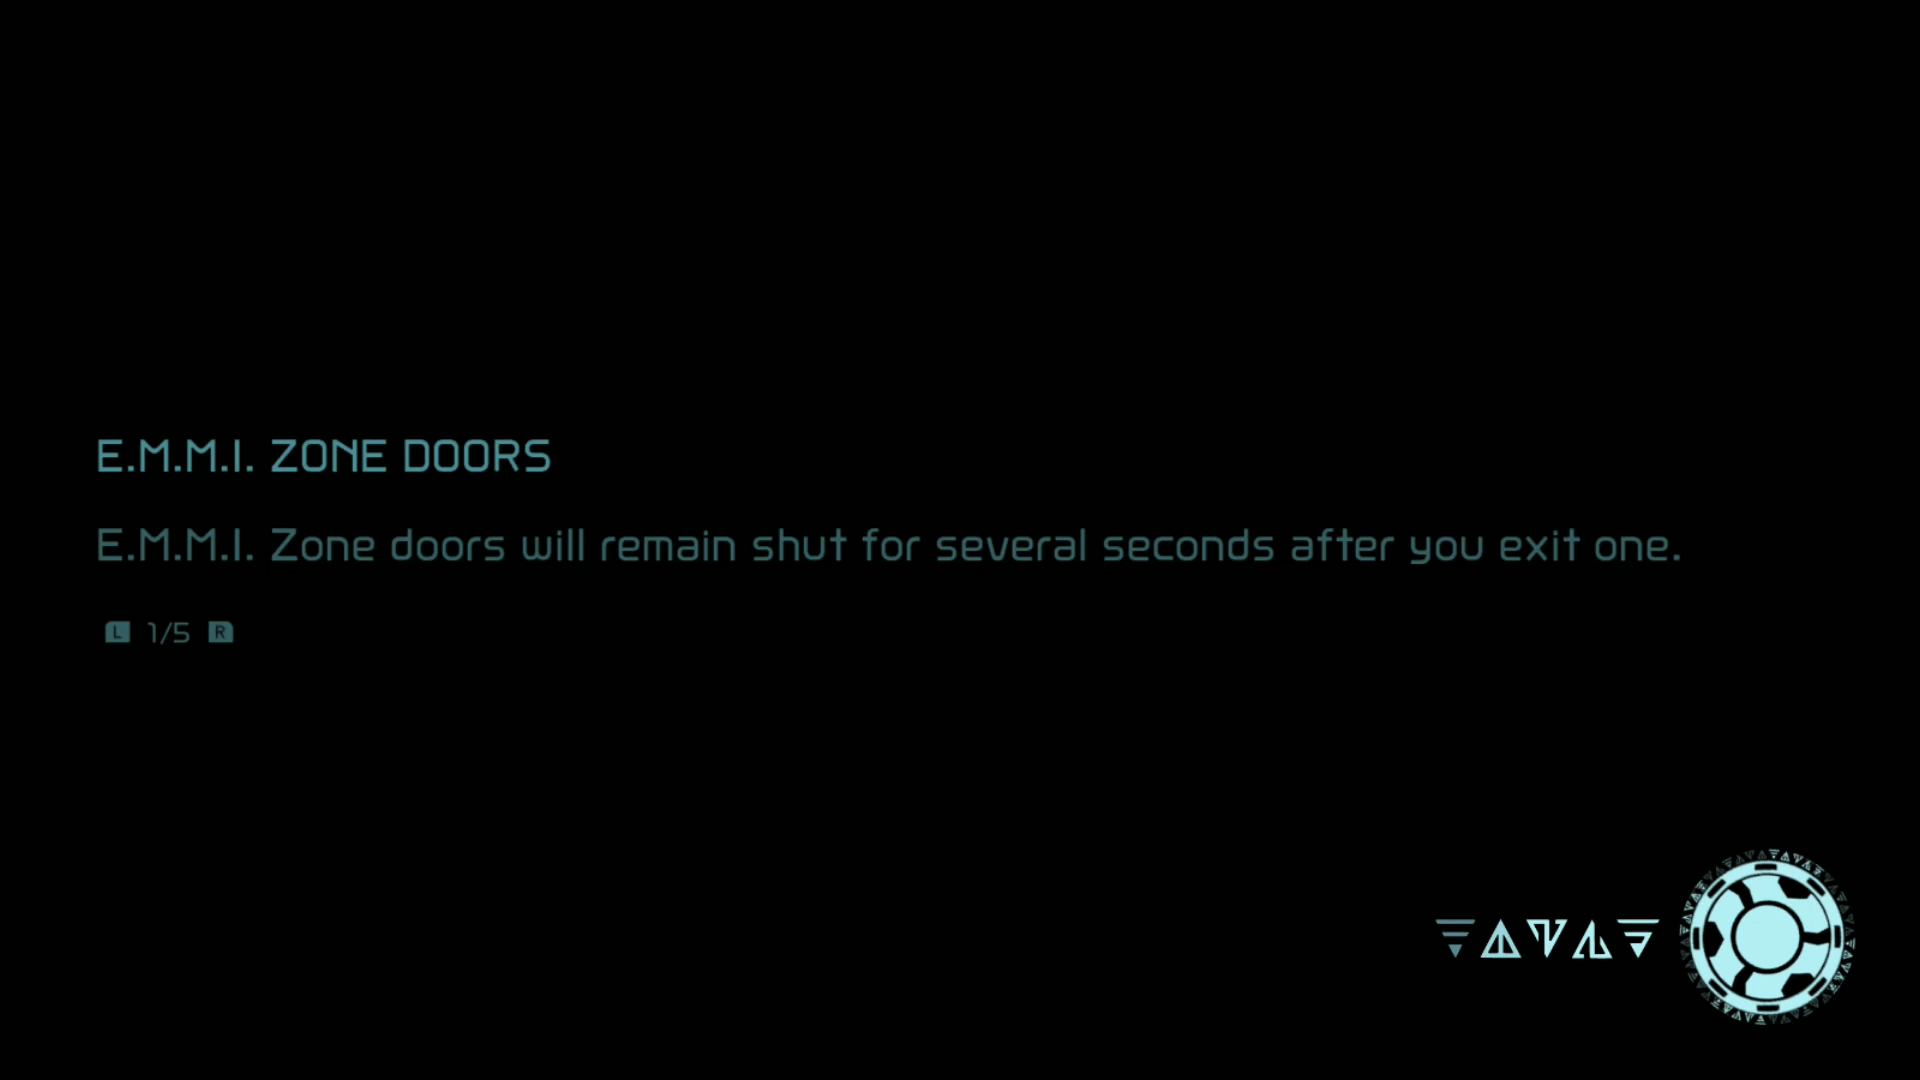 E.M.M.I. ZONE DOORS
E.M.M.I. Zone doors will remain shut for several seconds after you exit one.
L 1/5 R